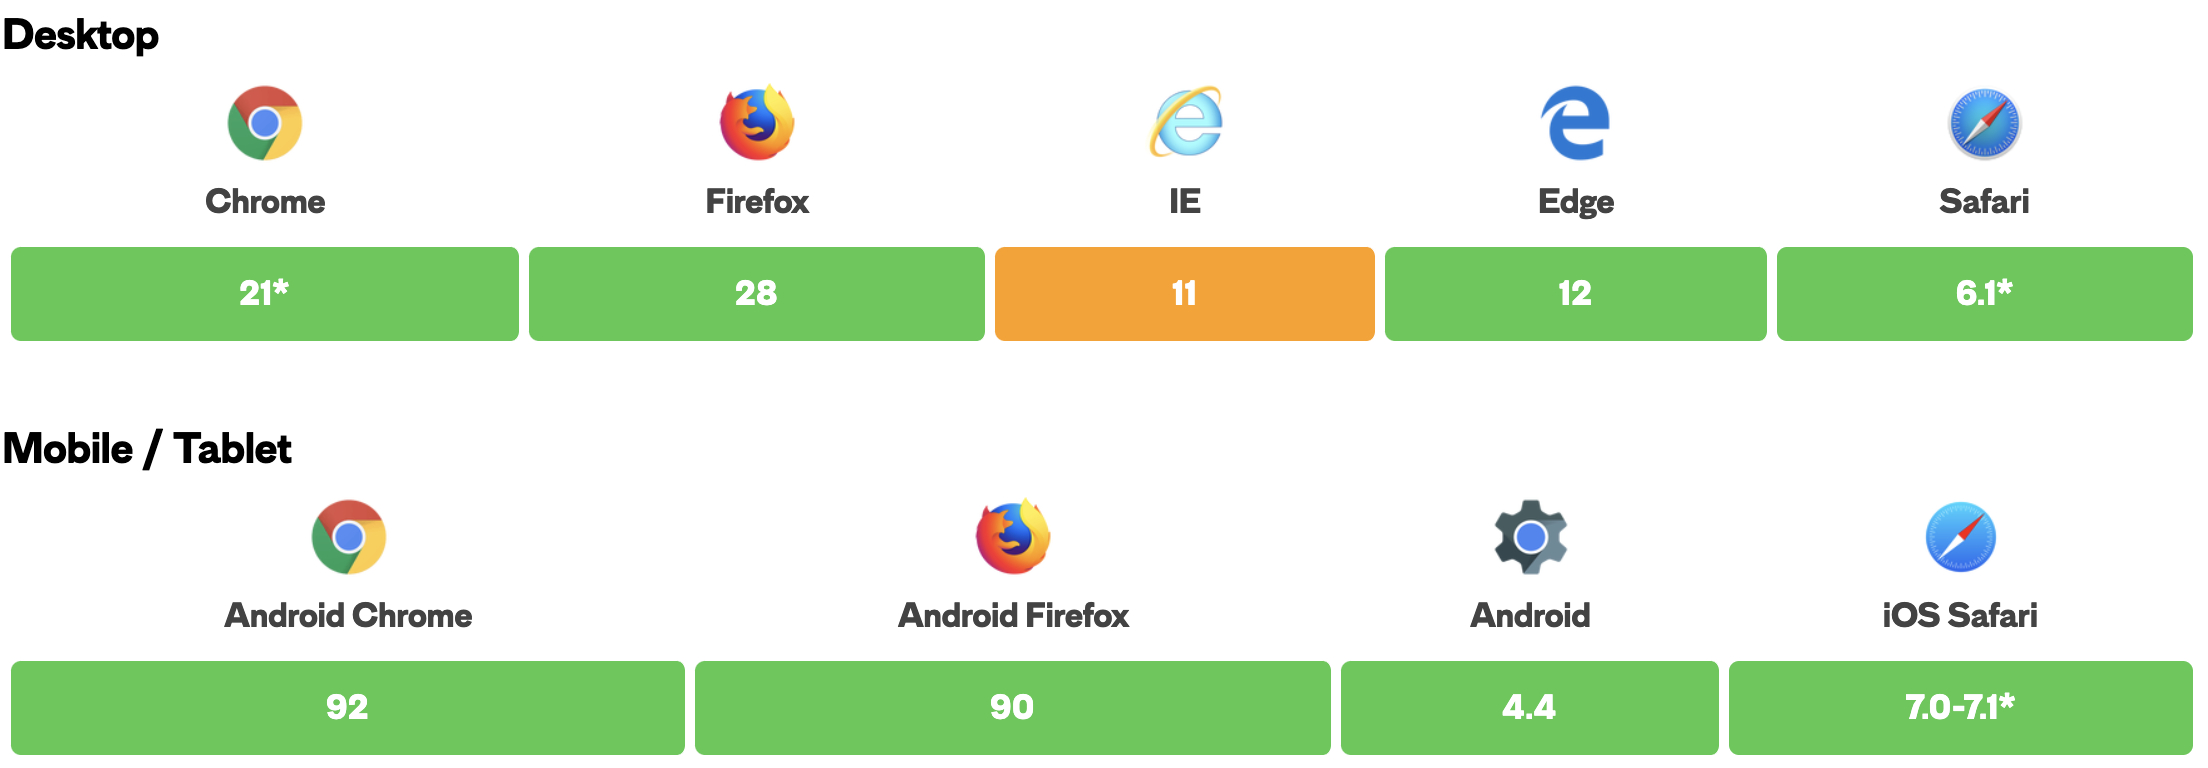 Desktop
Chrome Firefox IE Edge Safari
21* 28 11 12 6.1*
Mobile / Tablet
Android Chrome Android Firefox Android iOS Safari
92 90 4.4 7.0-7.1*